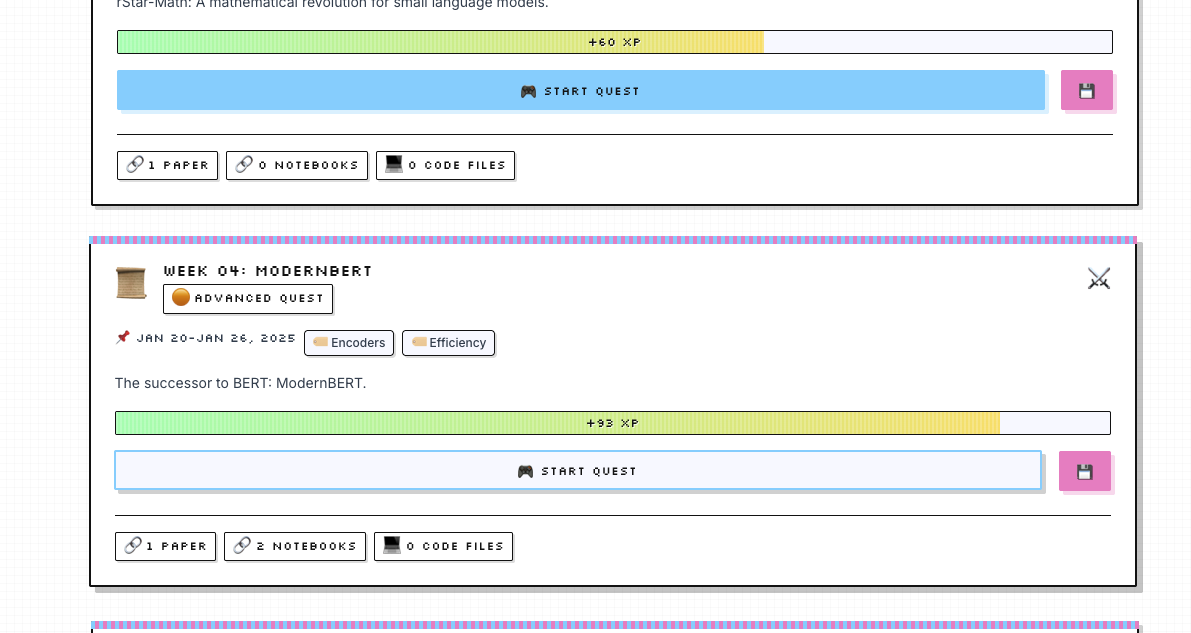 rStar-Math: A mathematical revolution for small language models.
+60 XP
START QUEST
1 PAPER
0 NOTEBOOKS
0 CODE FILES
WEEK 04: MODERNBERT
ADVANCED QUEST
JAN 20-JAN 26, 2025
Encoders
Efficiency
The successor to BERT: ModernBERT.
+93 XP
START QUEST
1 PAPER
2 NOTEBOOKS
0 CODE FILES